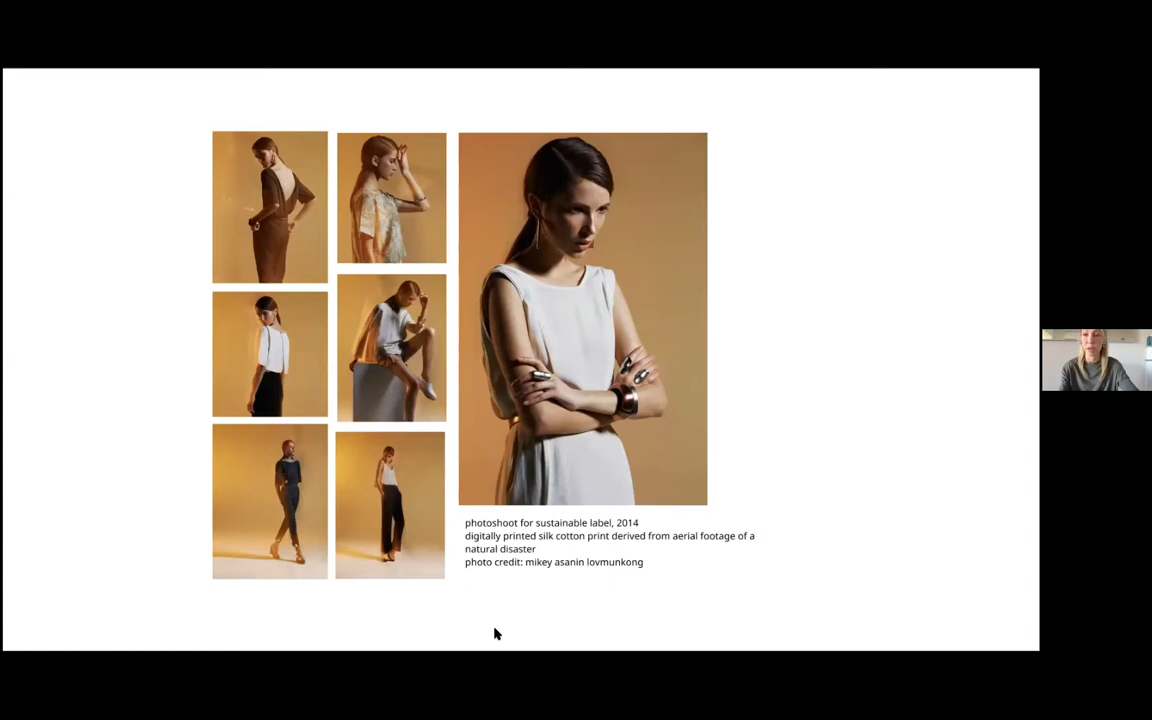 photoshoot for sustainable label, 2014
digitally printed silk cotton print derived from aerial footage of a
natural disaster
photo credit: mikey asanin lovmunkong